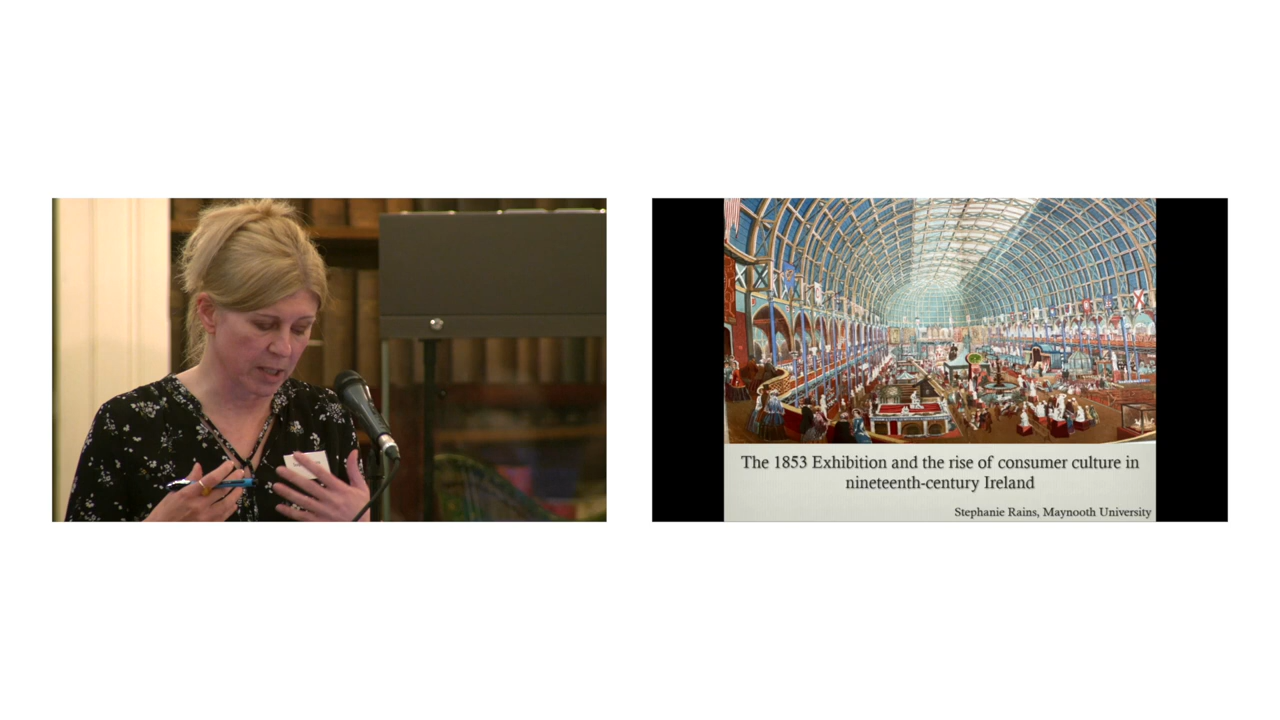 The 1853 Exhibition and the rise of consumer culture in
nineteenth-century Ireland
Stephanie Rains, Maynooth University